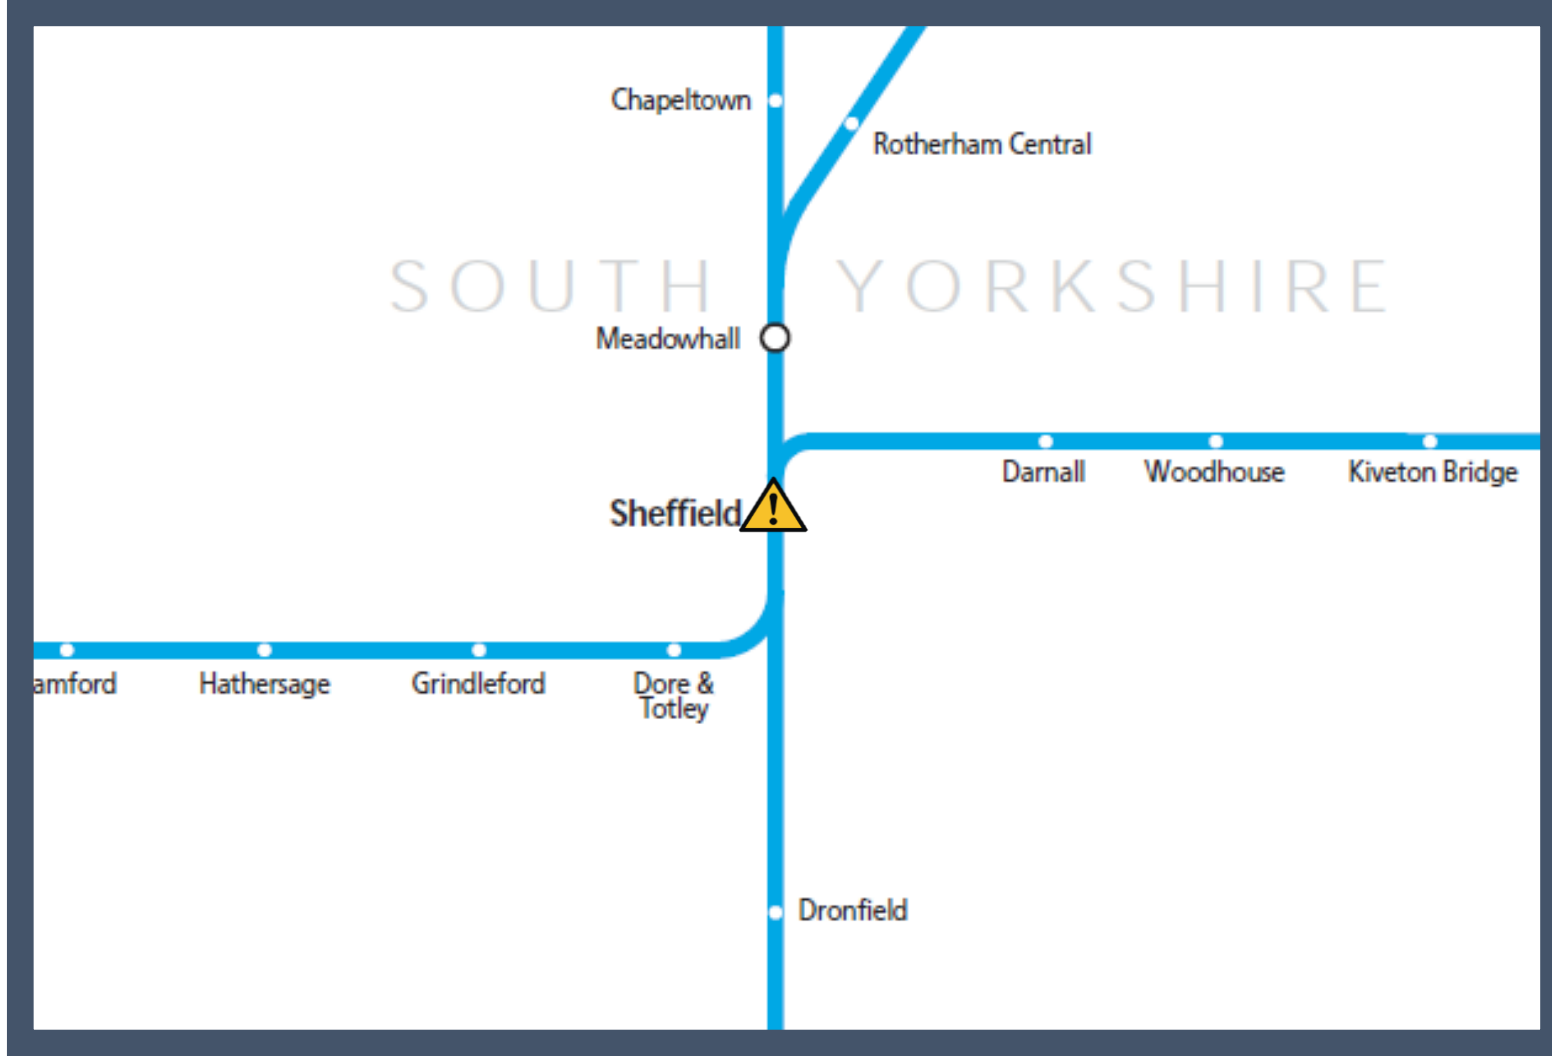 Chapeltown
Rotherham Central
SOUTH YORKSHIRE
Meadowhall
Darnall
Woodhouse
Kiveton Bridge
Sheffield
amford
Hathersage
Grindleford
Dore &
Totley
Dronfield